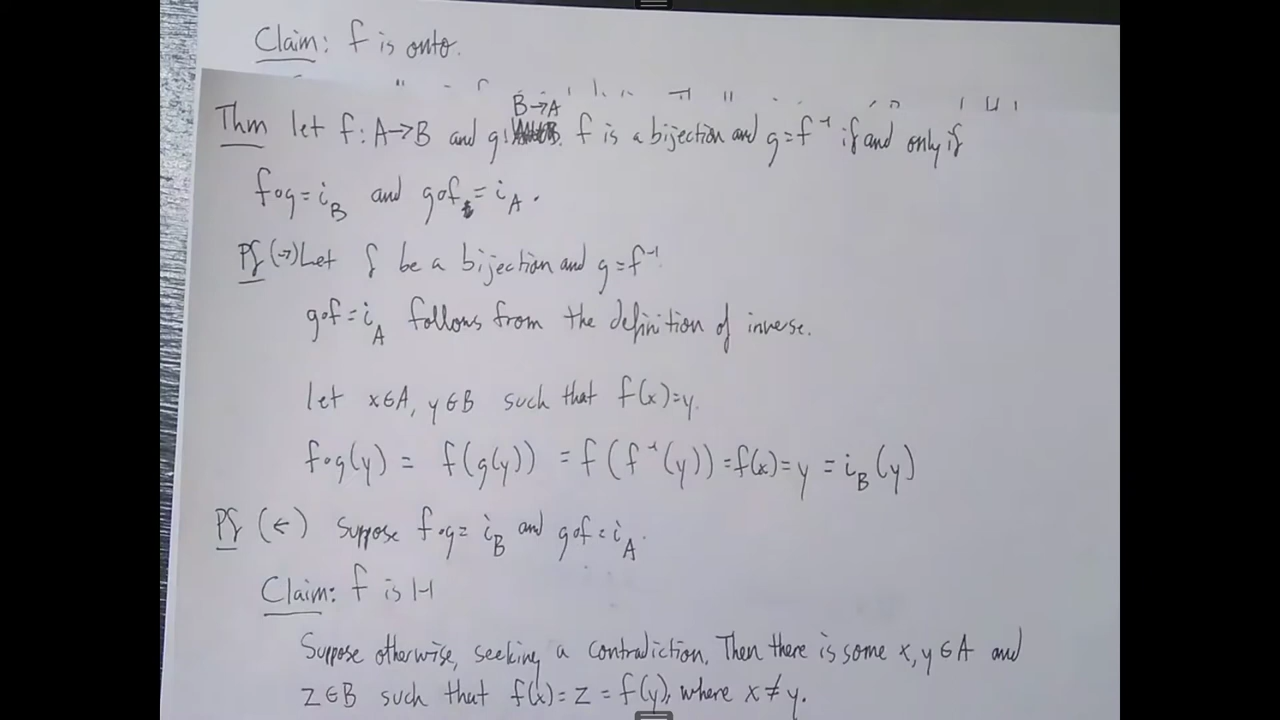 Claim: f is onto.
Thm let f: A→B and g: B→A. f is a bijection and g=f⁻¹ if and only if
f∘g = i_B and g∘f = i_A.
Pf (→) Let f be a bijection and g=f⁻¹.
g∘f = i_A follows from the definition of inverse.
let x∈A, y∈B such that f(x)=y.
f∘g(y) = f(g(y)) = f(f⁻¹(y)) = f(x) = y = i_B(y)
Pf (←) Suppose f∘g = i_B and g∘f = i_A.
Claim: f is 1-1
Suppose otherwise, seeking a contradiction. Then there is some x, y ∈ A and
z∈B such that f(x) = z = f(y), where x ≠ y.